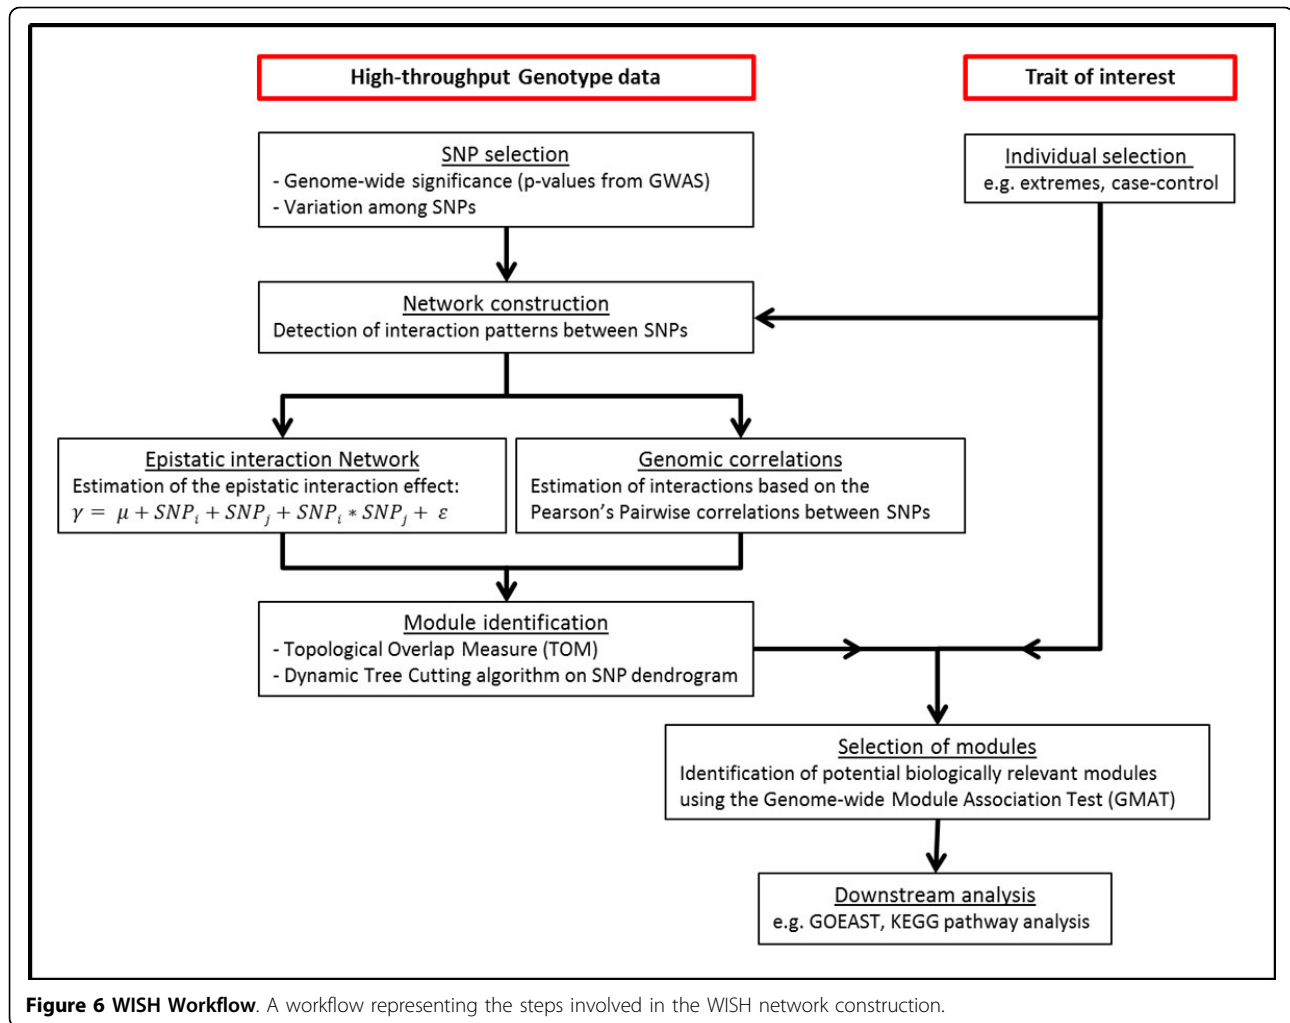 High-throughput Genotype data
Trait of interest
SNP selection
- Genome-wide significance (p-values from GWAS)
- Variation among SNPs
Individual selection
e.g. extremes, case-control
Network construction
Detection of interaction patterns between SNPs
Epistatic interaction Network
Estimation of the epistatic interaction effect:
γ = μ + SNPᵢ + SNPⱼ + SNPᵢ * SNPⱼ + ε
Genomic correlations
Estimation of interactions based on the
Pearson's Pairwise correlations between SNPs
Module identification
- Topological Overlap Measure (TOM)
- Dynamic Tree Cutting algorithm on SNP dendrogram
Selection of modules
Identification of potential biologically relevant modules
using the Genome-wide Module Association Test (GMAT)
Downstream analysis
e.g. GOEAST, KEGG pathway analysis
Figure 6 WISH Workflow. A workflow representing the steps involved in the WISH network construction.